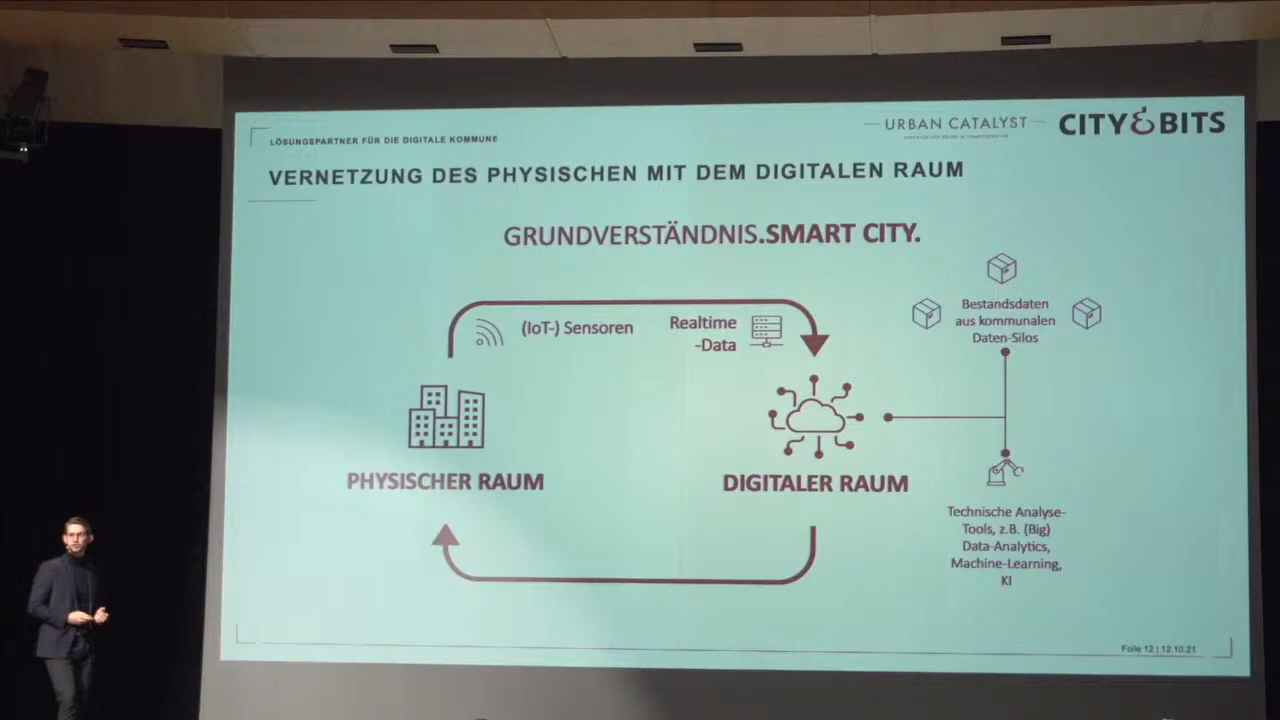 LÖSUNGSPARTNER FÜR DIE DIGITALE KOMMUNE
URBAN CATALYST
CITY&BITS
VERNETZUNG DES PHYSISCHEN MIT DEM DIGITALEN RAUM
GRUNDVERSTÄNDNIS.SMART CITY.
(IoT-) Sensoren
Realtime
-Data
Bestandsdaten
aus kommunalen
Daten-Silos
PHYSISCHER RAUM
DIGITALER RAUM
Technische Analyse-
Tools, z.B. (Big)
Data-Analytics,
Machine-Learning,
KI
Folie 12 | 12.10.21